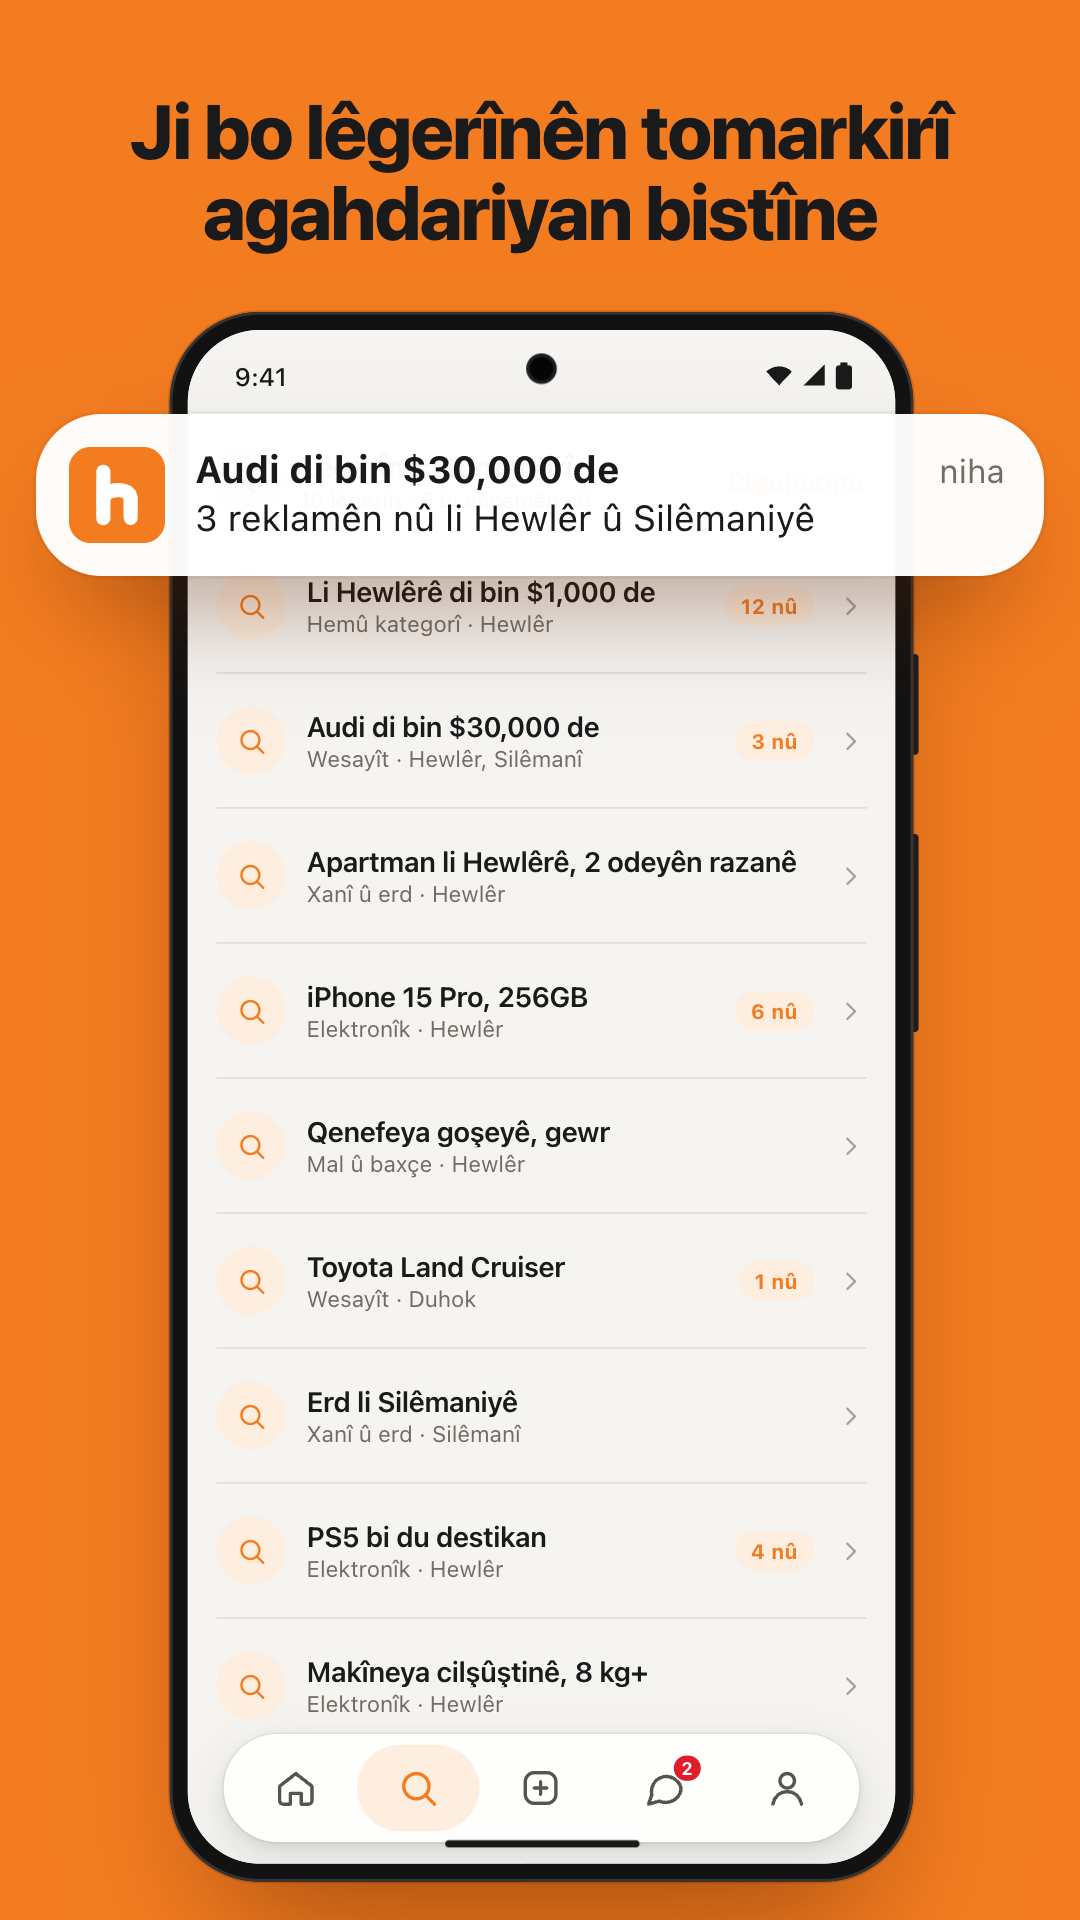 Ji bo lêgerînên tomarkirî
agahdariyan bistîne
9:41
h
Audi di bin $30,000 de
niha
3 reklamên nû li Hewlêr û Silêmaniyê
Li Hewlêrê di bin $1,000 de
12 nû
Hemû kategorî · Hewlêr
Audi di bin $30,000 de
3 nû
Wesayît · Hewlêr, Silêmanî
Apartman li Hewlêrê, 2 odeyên razanê
Xanî û erd · Hewlêr
iPhone 15 Pro, 256GB
6 nû
Elektronîk · Hewlêr
Qenefeya goşeyê, gewr
Mal û baxçe · Hewlêr
Toyota Land Cruiser
1 nû
Wesayît · Duhok
Erd li Silêmaniyê
Xanî û erd · Silêmanî
PS5 bi du destikan
4 nû
Elektronîk · Hewlêr
Makîneya cilşûştinê, 8 kg+
Elektronîk · Hewlêr
2